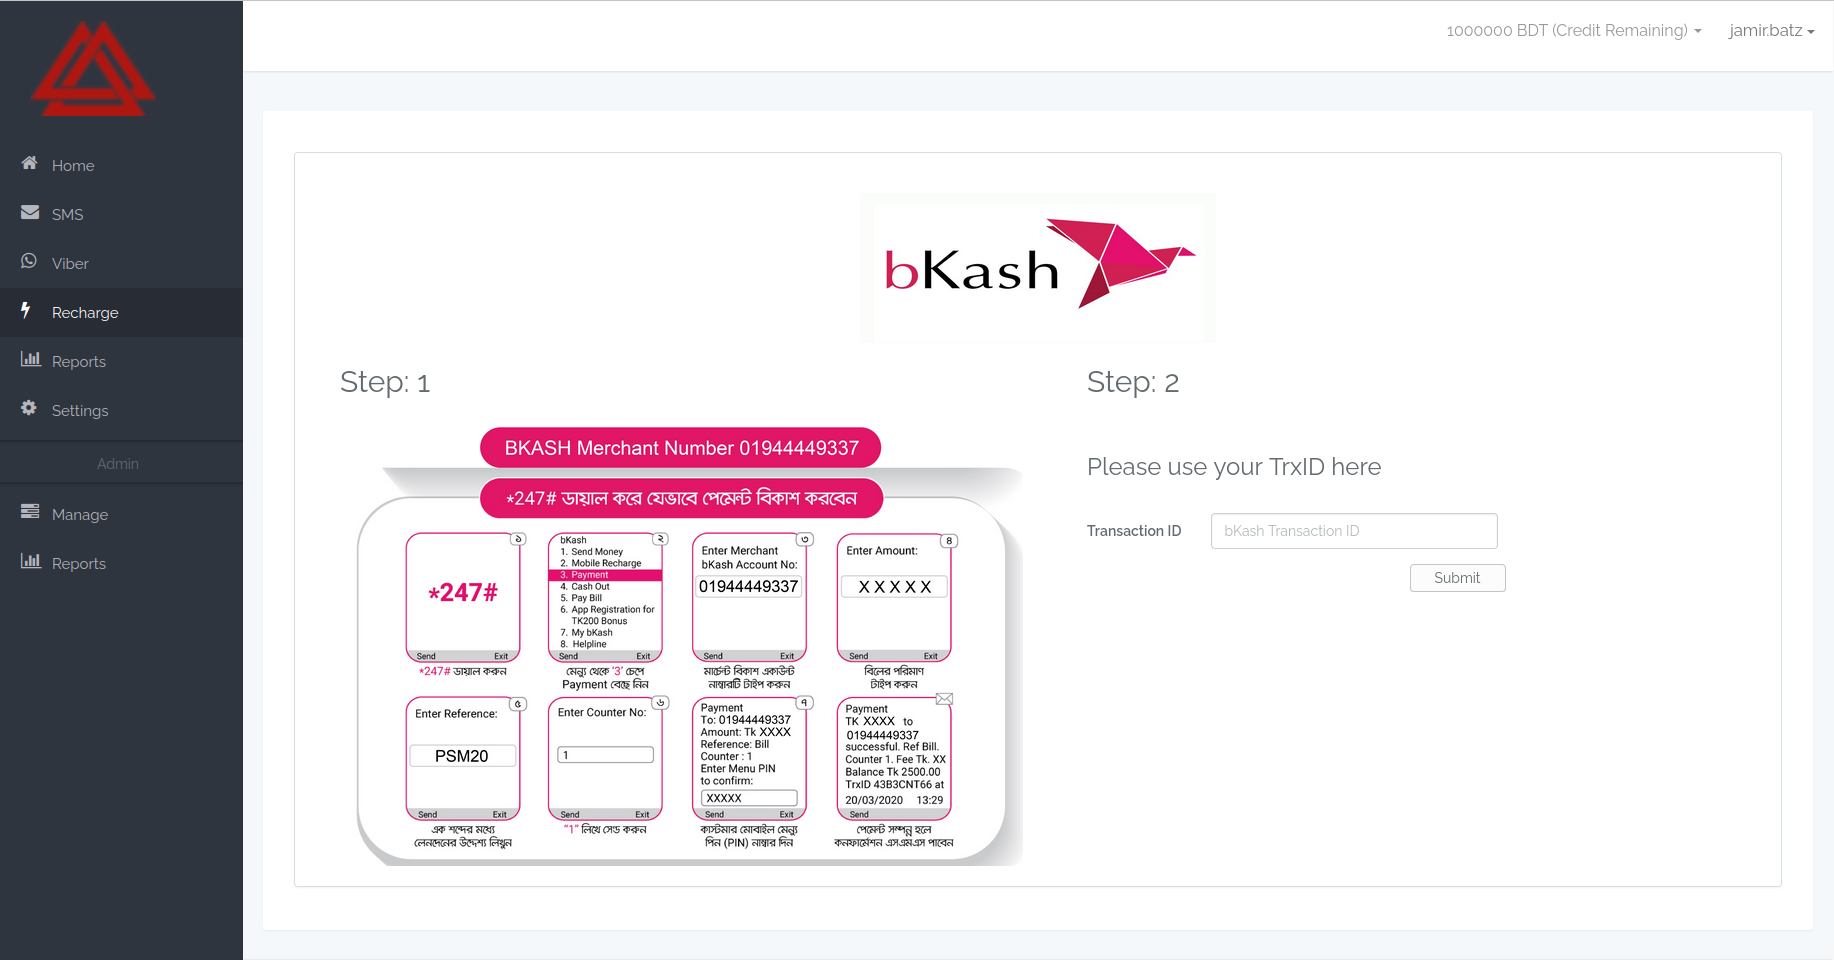 1000000 BDT (Credit Remaining)
jamir.batz
Home
SMS
Viber
Recharge
Reports
Settings
Admin
Manage
Reports
bKash
Step: 1
BKASH Merchant Number 01944449337
*247# ডায়াল করে যেভাবে পেমেন্ট বিকাশ করবেন
১
*247#
Send Exit
*247# ডায়াল করুন
২
bKash
1. Send Money
2. Mobile Recharge
3. Payment
4. Cash Out
5. Pay Bill
6. App Registration for
TK200 Bonus
7. My bKash
8. Helpline
Send Exit
মেন্যু থেকে '3' চেপে
Payment বেছে নিন
৩
Enter Merchant
bKash Account No:
01944449337
Send Exit
মার্চেন্ট বিকাশ একাউন্ট
নাম্বারটি টাইপ করুন
৪
Enter Amount:
X X X X X
Send Exit
বিলের পরিমাণ
টাইপ করুন
৫
Enter Reference:
PSM20
Send Exit
এক শব্দের মধ্যে
লেনদেনের উদ্দেশ্য লিখুন
৬
Enter Counter No:
1
Send Exit
"1" লিখে সেন্ড করুন
৭
Payment
To: 01944449337
Amount: Tk XXXX
Reference: Bill
Counter : 1
Enter Menu PIN
to confirm:
XXXXX
Send Exit
কাস্টমার মোবাইল মেন্যু
পিন (PIN) নাম্বার দিন
Payment
TK XXXX to
01944449337
successful. Ref Bill.
Counter 1. Fee Tk. XX
Balance Tk 2500.00
TrxID 43B3CNT66 at
20/03/2020 13:29
Send
পেমেন্ট সম্পন্ন হলে
কনফার্মেশন এসএমএস পাবেন
Step: 2
Please use your TrxID here
Transaction ID
bKash Transaction ID
Submit